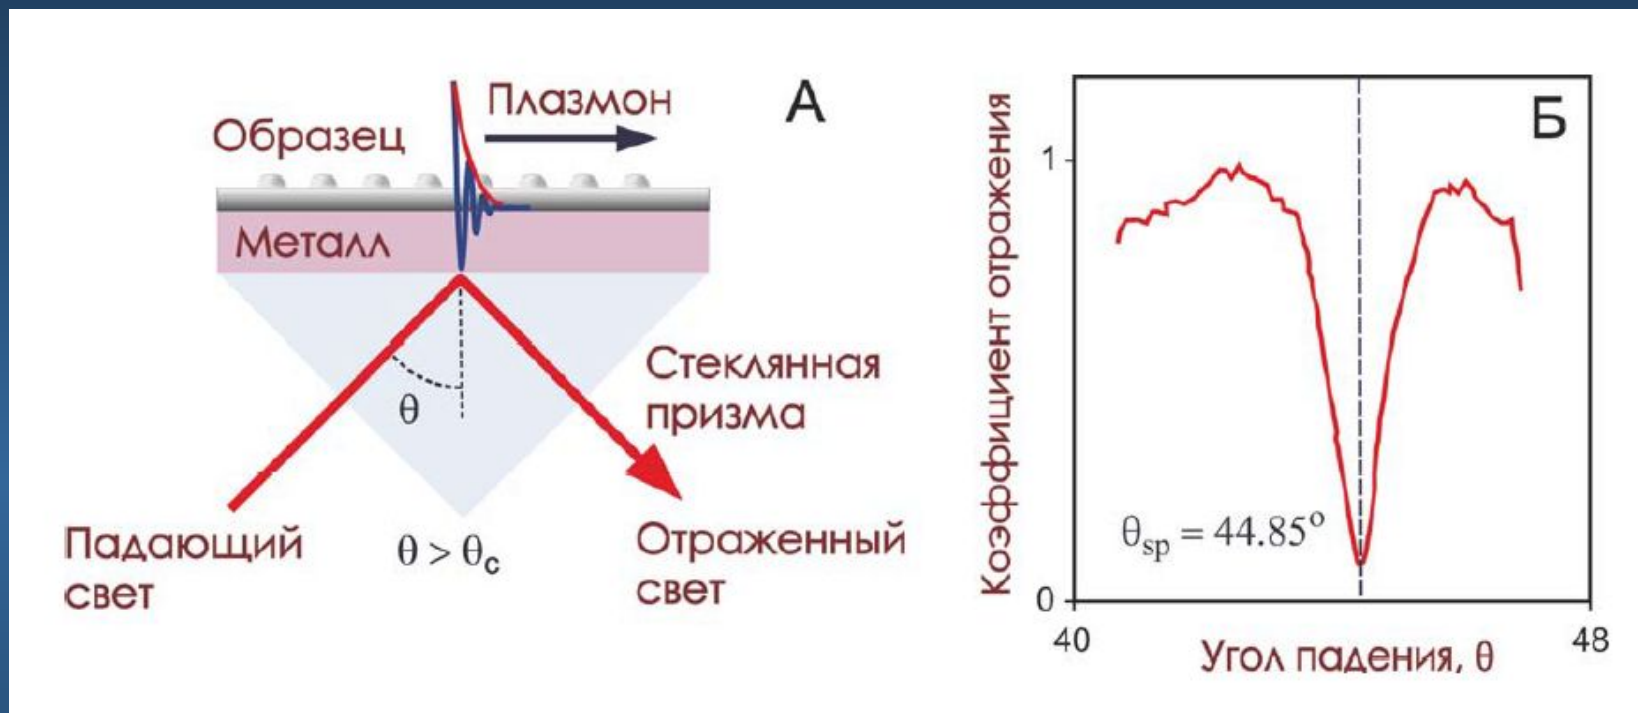 А
Плазмон
Образец
Металл
θ
Стеклянная
призма
Падающий
свет
θ > θc
Отраженный
свет
Б
Коэффициент отражения
1
0
θsp = 44.85°
40
48
Угол падения, θ